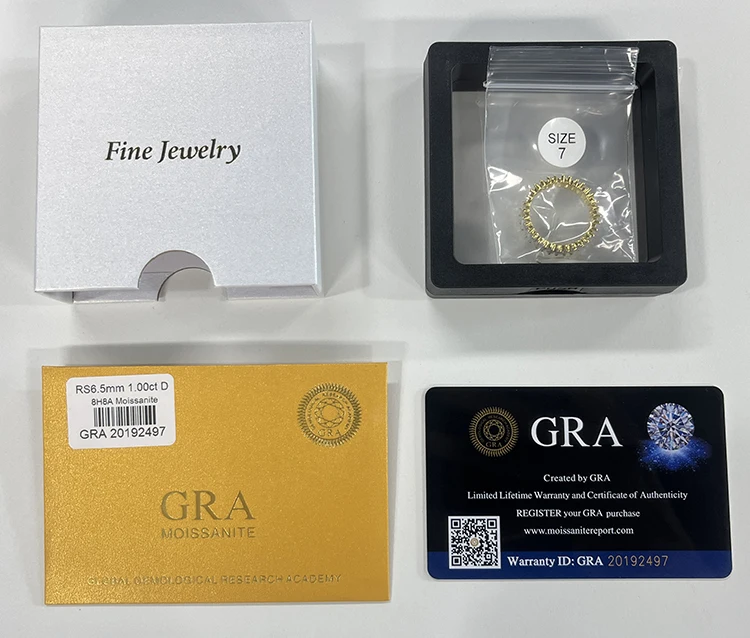 Fine Jewelry
SIZE
7
RS6.5mm 1.00ct D
8H8A Moissanite
GRA 20192497
GRA
GRA
MOISSANITE
GLOBAL GEMOLOGICAL RESEARCH ACADEMY
GRA
GRA
Created by GRA
Limited Lifetime Warranty and Certificate of Authenticity
REGISTER your GRA purchase
www.moissanitereport.com
Warranty ID: GRA 20192497